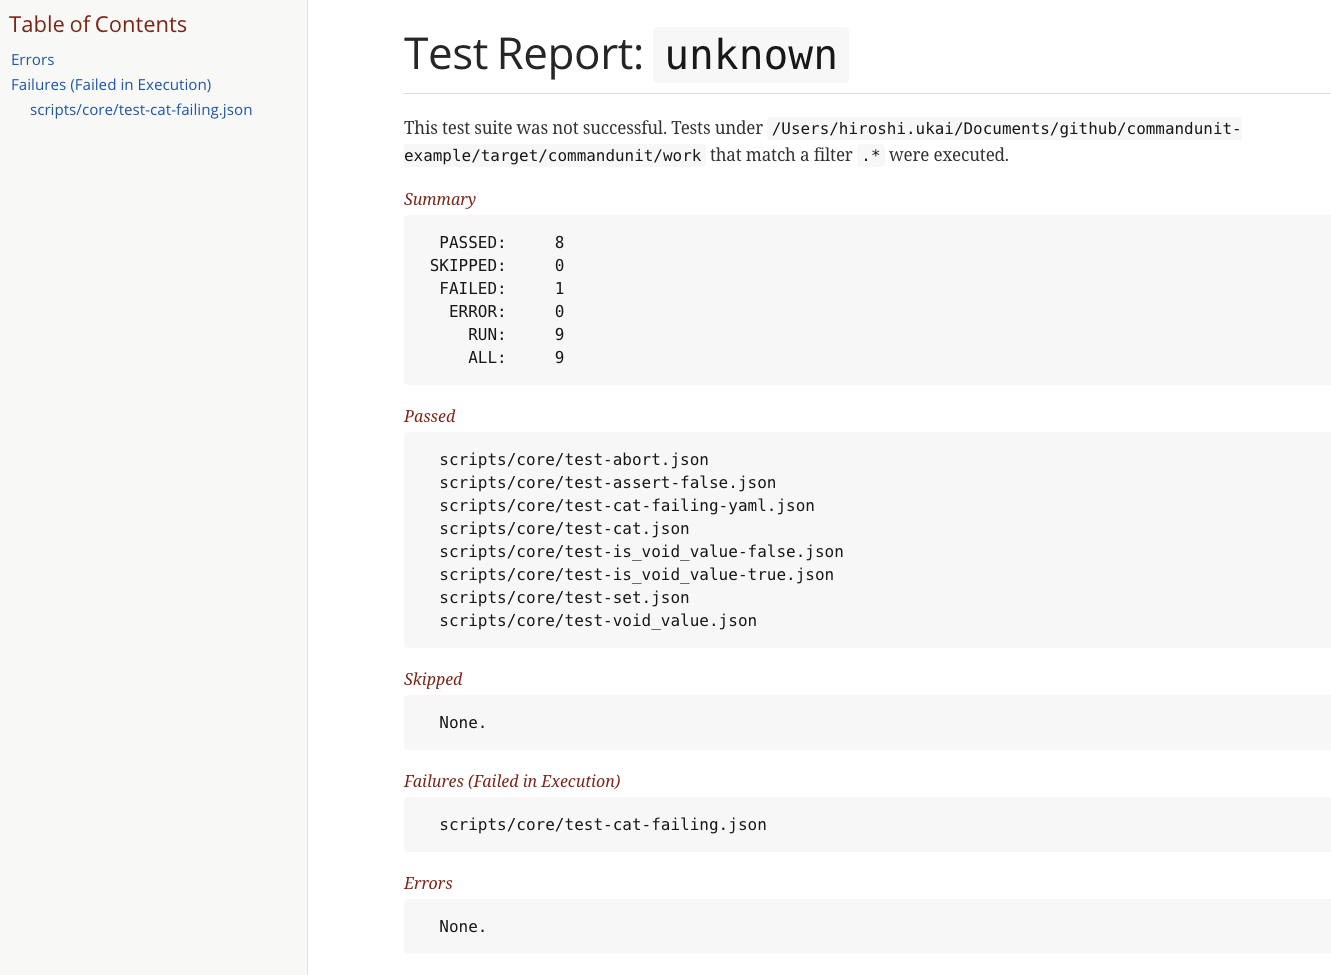 Table of Contents
Errors
Failures (Failed in Execution)
scripts/core/test-cat-failing.json
Test Report: unknown
This test suite was not successful. Tests under /Users/hiroshi.ukai/Documents/github/commandunit-
example/target/commandunit/work that match a filter .* were executed.
Summary
PASSED: 8
SKIPPED: 0
FAILED: 1
ERROR: 0
RUN: 9
ALL: 9
Passed
scripts/core/test-abort.json
scripts/core/test-assert-false.json
scripts/core/test-cat-failing-yaml.json
scripts/core/test-cat.json
scripts/core/test-is_void_value-false.json
scripts/core/test-is_void_value-true.json
scripts/core/test-set.json
scripts/core/test-void_value.json
Skipped
None.
Failures (Failed in Execution)
scripts/core/test-cat-failing.json
Errors
None.